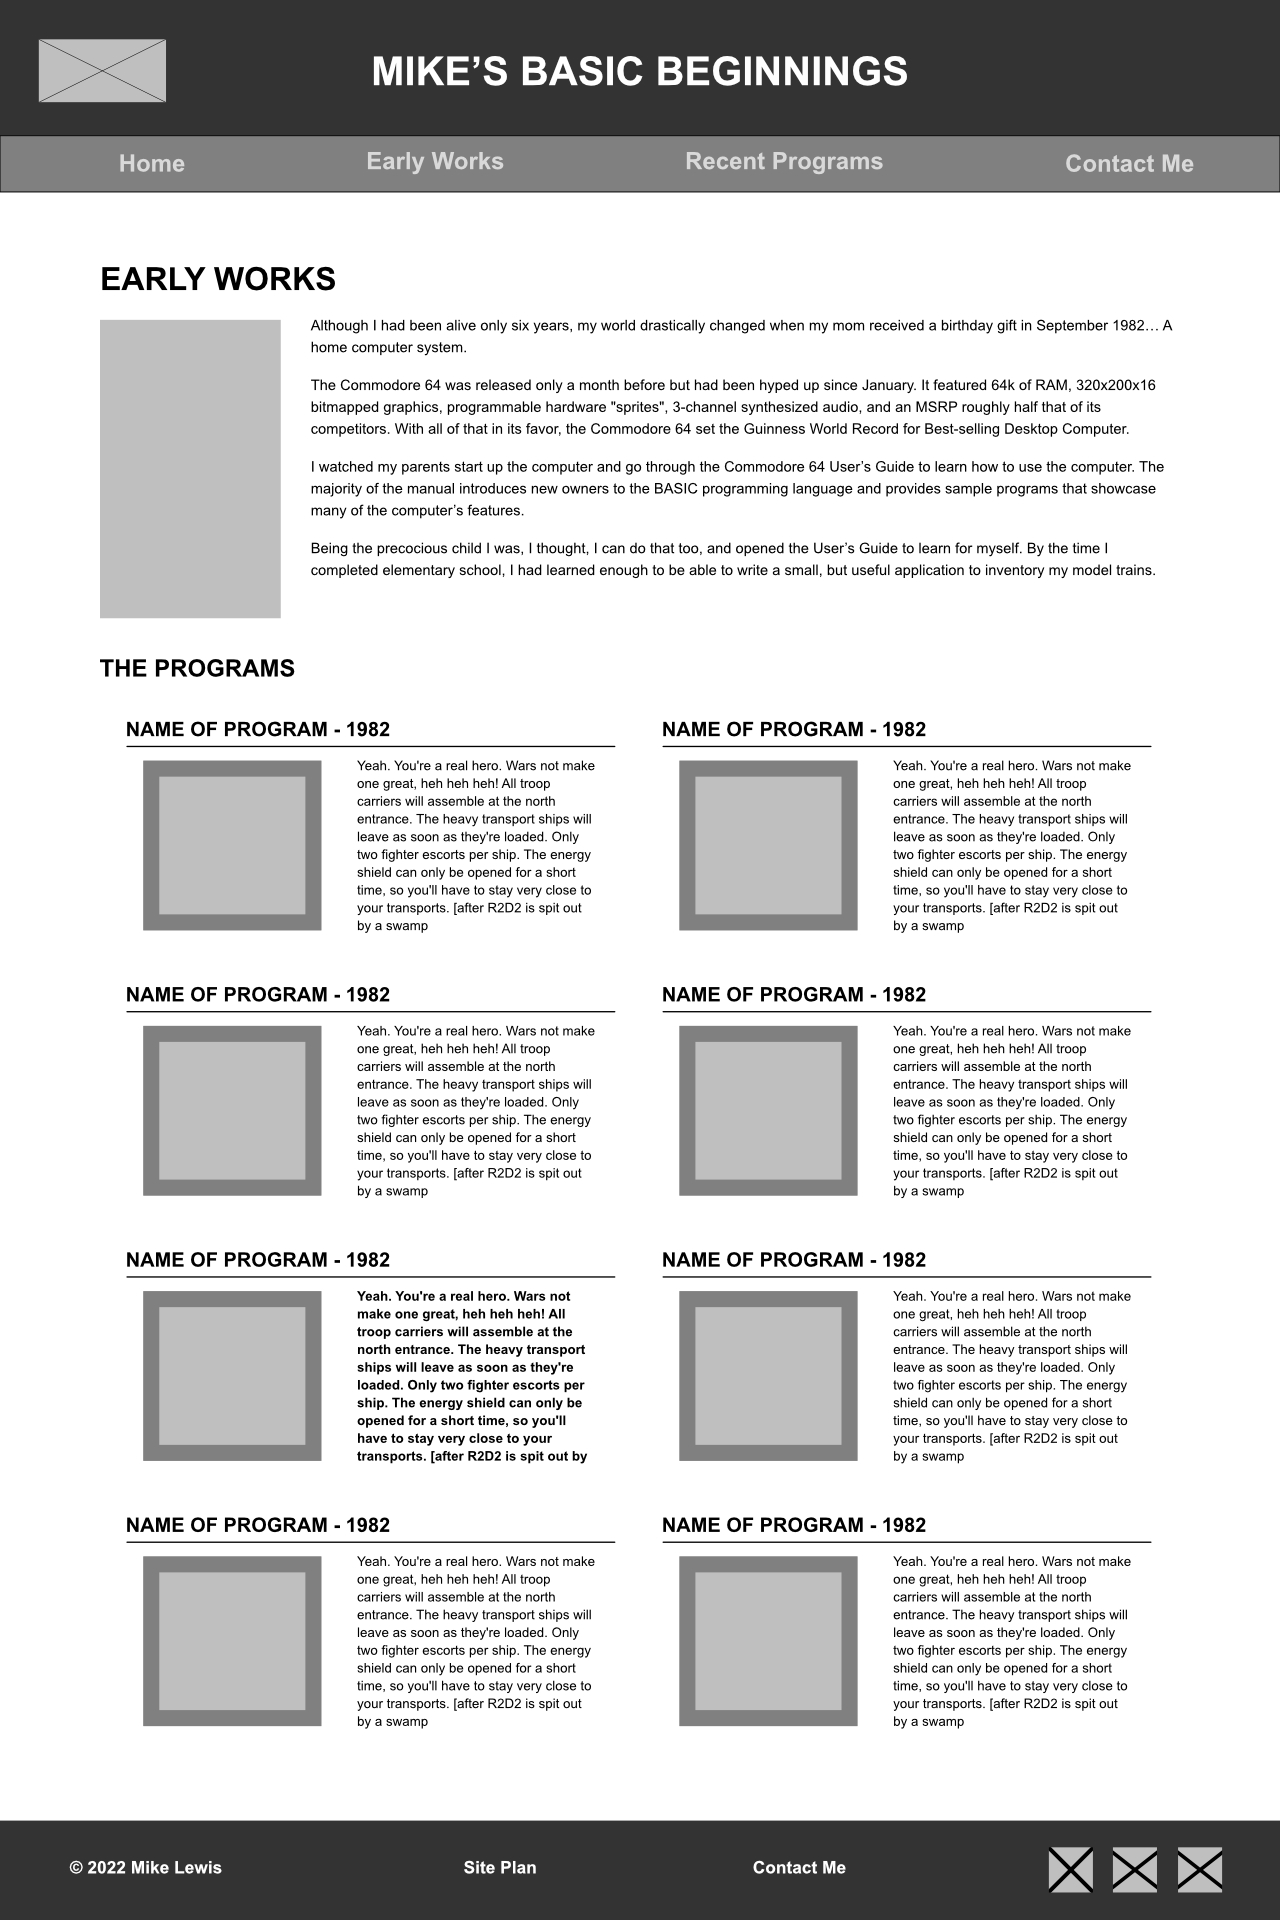 MIKE’S BASIC BEGINNINGS
Home
Early Works
Recent Programs
Contact Me
EARLY WORKS
Although I had been alive only six years, my world drastically changed when my mom received a birthday gift in September 1982… A
home computer system.
The Commodore 64 was released only a month before but had been hyped up since January. It featured 64k of RAM, 320x200x16
bitmapped graphics, programmable hardware "sprites", 3-channel synthesized audio, and an MSRP roughly half that of its
competitors. With all of that in its favor, the Commodore 64 set the Guinness World Record for Best-selling Desktop Computer.
I watched my parents start up the computer and go through the Commodore 64 User’s Guide to learn how to use the computer. The
majority of the manual introduces new owners to the BASIC programming language and provides sample programs that showcase
many of the computer’s features.
Being the precocious child I was, I thought, I can do that too, and opened the User’s Guide to learn for myself. By the time I
completed elementary school, I had learned enough to be able to write a small, but useful application to inventory my model trains.
THE PROGRAMS
NAME OF PROGRAM - 1982
Yeah. You're a real hero. Wars not make
one great, heh heh heh! All troop
carriers will assemble at the north
entrance. The heavy transport ships will
leave as soon as they're loaded. Only
two fighter escorts per ship. The energy
shield can only be opened for a short
time, so you'll have to stay very close to
your transports. [after R2D2 is spit out
by a swamp
NAME OF PROGRAM - 1982
Yeah. You're a real hero. Wars not make
one great, heh heh heh! All troop
carriers will assemble at the north
entrance. The heavy transport ships will
leave as soon as they're loaded. Only
two fighter escorts per ship. The energy
shield can only be opened for a short
time, so you'll have to stay very close to
your transports. [after R2D2 is spit out
by a swamp
NAME OF PROGRAM - 1982
Yeah. You're a real hero. Wars not make
one great, heh heh heh! All troop
carriers will assemble at the north
entrance. The heavy transport ships will
leave as soon as they're loaded. Only
two fighter escorts per ship. The energy
shield can only be opened for a short
time, so you'll have to stay very close to
your transports. [after R2D2 is spit out
by a swamp
NAME OF PROGRAM - 1982
Yeah. You're a real hero. Wars not make
one great, heh heh heh! All troop
carriers will assemble at the north
entrance. The heavy transport ships will
leave as soon as they're loaded. Only
two fighter escorts per ship. The energy
shield can only be opened for a short
time, so you'll have to stay very close to
your transports. [after R2D2 is spit out
by a swamp
NAME OF PROGRAM - 1982
Yeah. You're a real hero. Wars not
make one great, heh heh heh! All
troop carriers will assemble at the
north entrance. The heavy transport
ships will leave as soon as they're
loaded. Only two fighter escorts per
ship. The energy shield can only be
opened for a short time, so you'll
have to stay very close to your
transports. [after R2D2 is spit out by
NAME OF PROGRAM - 1982
Yeah. You're a real hero. Wars not make
one great, heh heh heh! All troop
carriers will assemble at the north
entrance. The heavy transport ships will
leave as soon as they're loaded. Only
two fighter escorts per ship. The energy
shield can only be opened for a short
time, so you'll have to stay very close to
your transports. [after R2D2 is spit out
by a swamp
NAME OF PROGRAM - 1982
Yeah. You're a real hero. Wars not make
one great, heh heh heh! All troop
carriers will assemble at the north
entrance. The heavy transport ships will
leave as soon as they're loaded. Only
two fighter escorts per ship. The energy
shield can only be opened for a short
time, so you'll have to stay very close to
your transports. [after R2D2 is spit out
by a swamp
NAME OF PROGRAM - 1982
Yeah. You're a real hero. Wars not make
one great, heh heh heh! All troop
carriers will assemble at the north
entrance. The heavy transport ships will
leave as soon as they're loaded. Only
two fighter escorts per ship. The energy
shield can only be opened for a short
time, so you'll have to stay very close to
your transports. [after R2D2 is spit out
by a swamp
© 2022 Mike Lewis
Site Plan
Contact Me